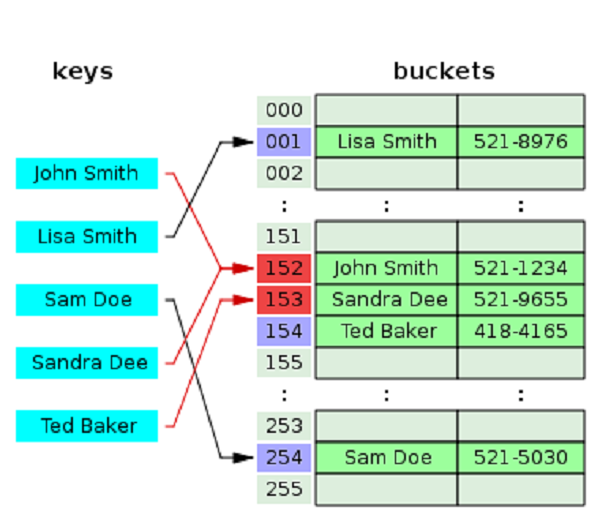 keys
buckets
John Smith
Lisa Smith
Sam Doe
Sandra Dee
Ted Baker
000
001 Lisa Smith 521-8976
002
: : :
151
152 John Smith 521-1234
153 Sandra Dee 521-9655
154 Ted Baker 418-4165
155
: : :
253
254 Sam Doe 521-5030
255